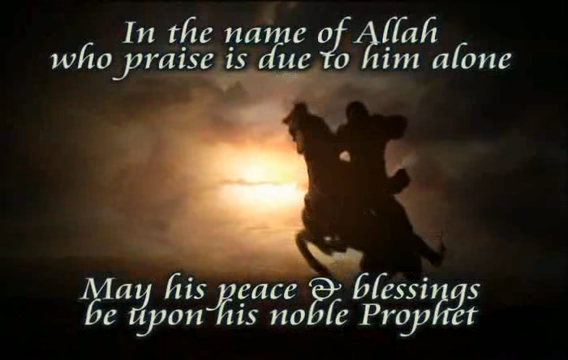 In the name of Allah
who praise is due to him alone
May his peace & blessings
be upon his noble Prophet